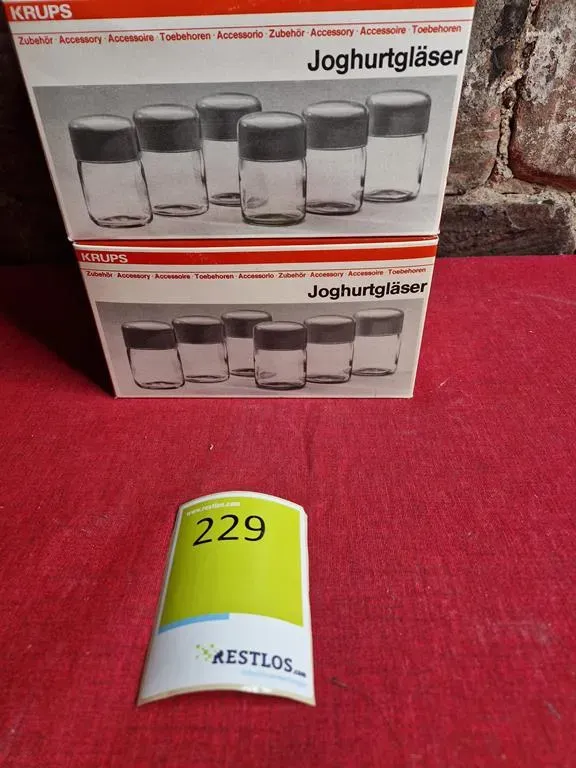 KRUPS
Zubehör · Accessory · Accessoire · Toebehoren · Accessorio · Zubehör · Accessory · Accessoire · Toebehoren
Joghurtgläser
KRUPS
Zubehör · Accessory · Accessoire · Toebehoren · Accessorio · Zubehör · Accessory · Accessoire · Toebehoren
Joghurtgläser
www.restlos.com
229
RESTLOS.com